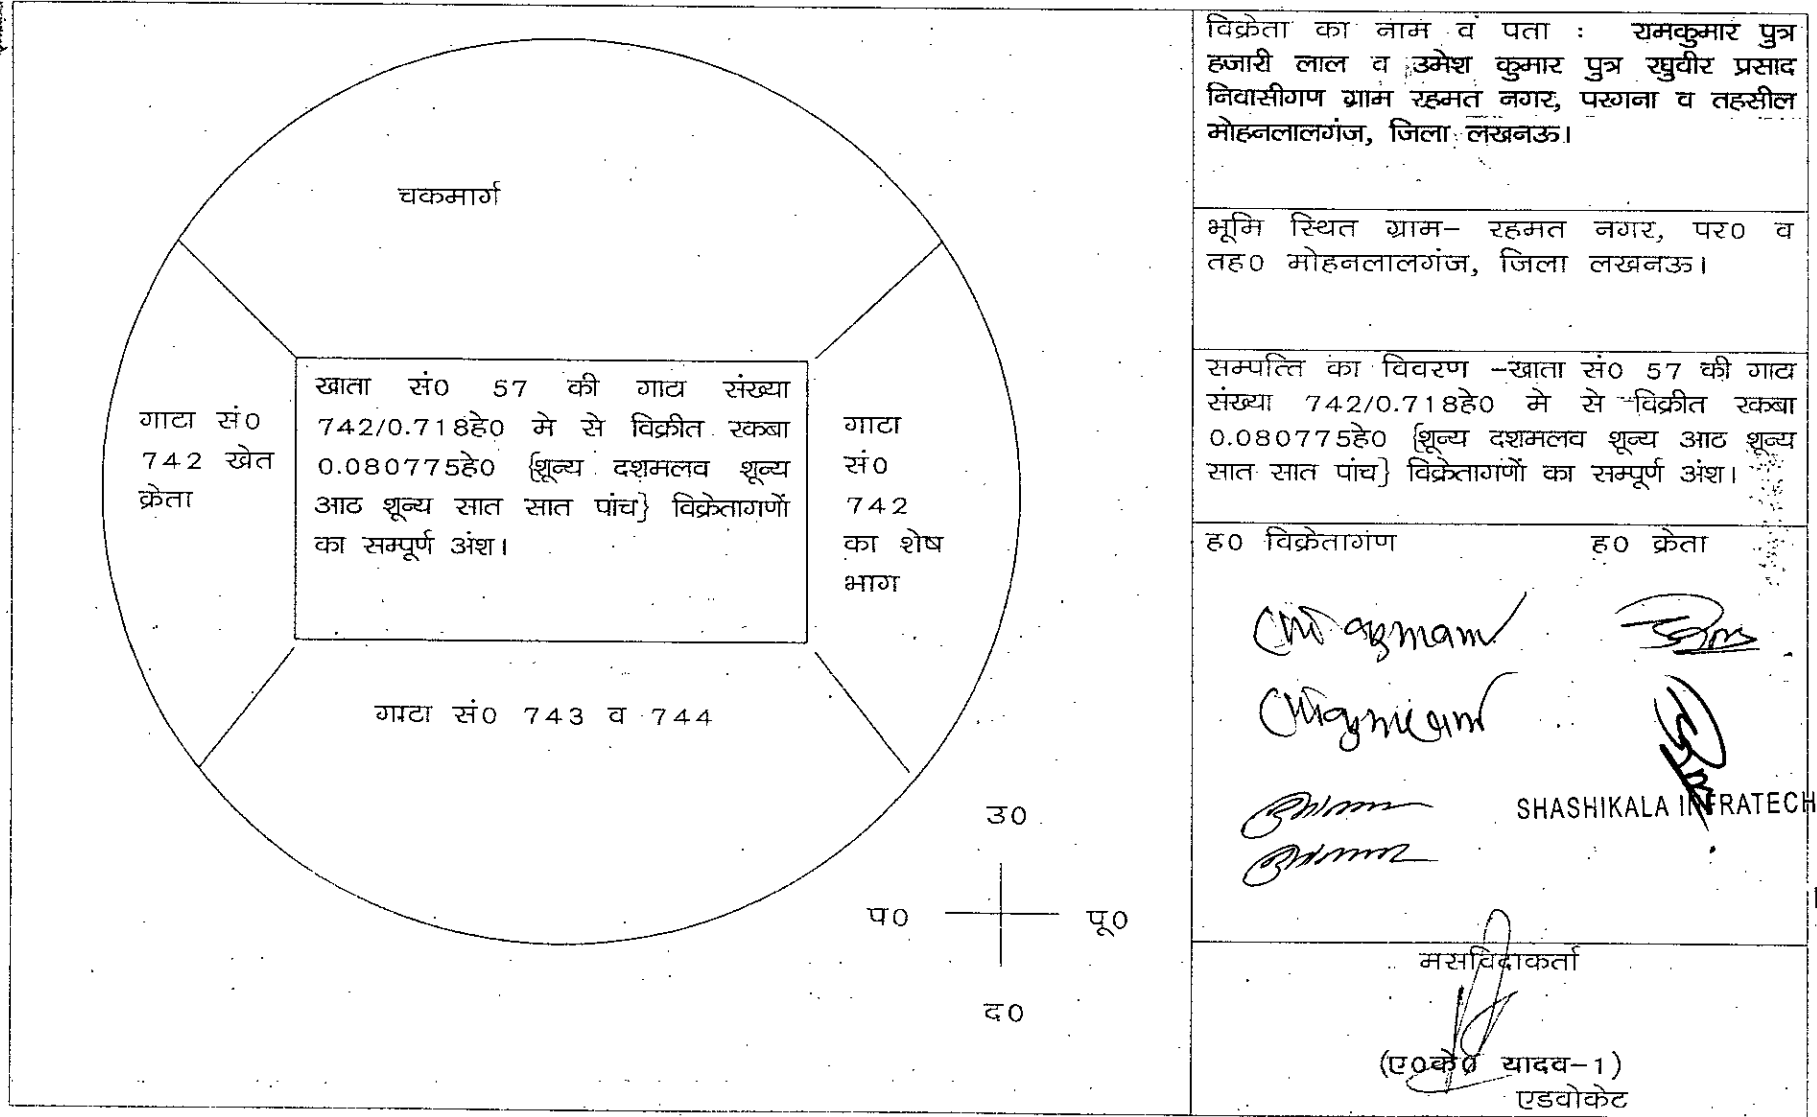 चकमार्ग
गाटा सं0
742 खेत
क्रेता
खाता सं0 57 की गाटा संख्या
742/0.718हे0 मे से विक्रीत रकबा
0.080775हे0 {शून्य दशमलव शून्य
आठ शून्य सात सात पांच} विक्रेतागणों
का सम्पूर्ण अंश।
गाटा
सं0
742
का शेष
भाग
गाटा सं0 743 व 744
उ0
प0
पू0
द0
विक्रेता का नाम व पता : रामकुमार पुत्र
हजारी लाल व उमेश कुमार पुत्र रघुवीर प्रसाद
निवासीगण ग्राम रहमत नगर, परगना व तहसील
मोहनलालगंज, जिला लखनऊ।
भूमि स्थित ग्राम– रहमत नगर, पर0 व
तह0 मोहनलालगंज, जिला लखनऊ।
सम्पत्ति का विवरण –खाता सं0 57 की गाटा
संख्या 742/0.718हे0 मे से विक्रीत रकबा
0.080775हे0 {शून्य दशमलव शून्य आठ शून्य
सात सात पांच} विक्रेतागणों का सम्पूर्ण अंश।
ह0 विक्रेतागण
ह0 क्रेता
SHASHIKALA INFRATECH
मसविदाकर्ता
(ए0के0 यादव-1)
एडवोकेट